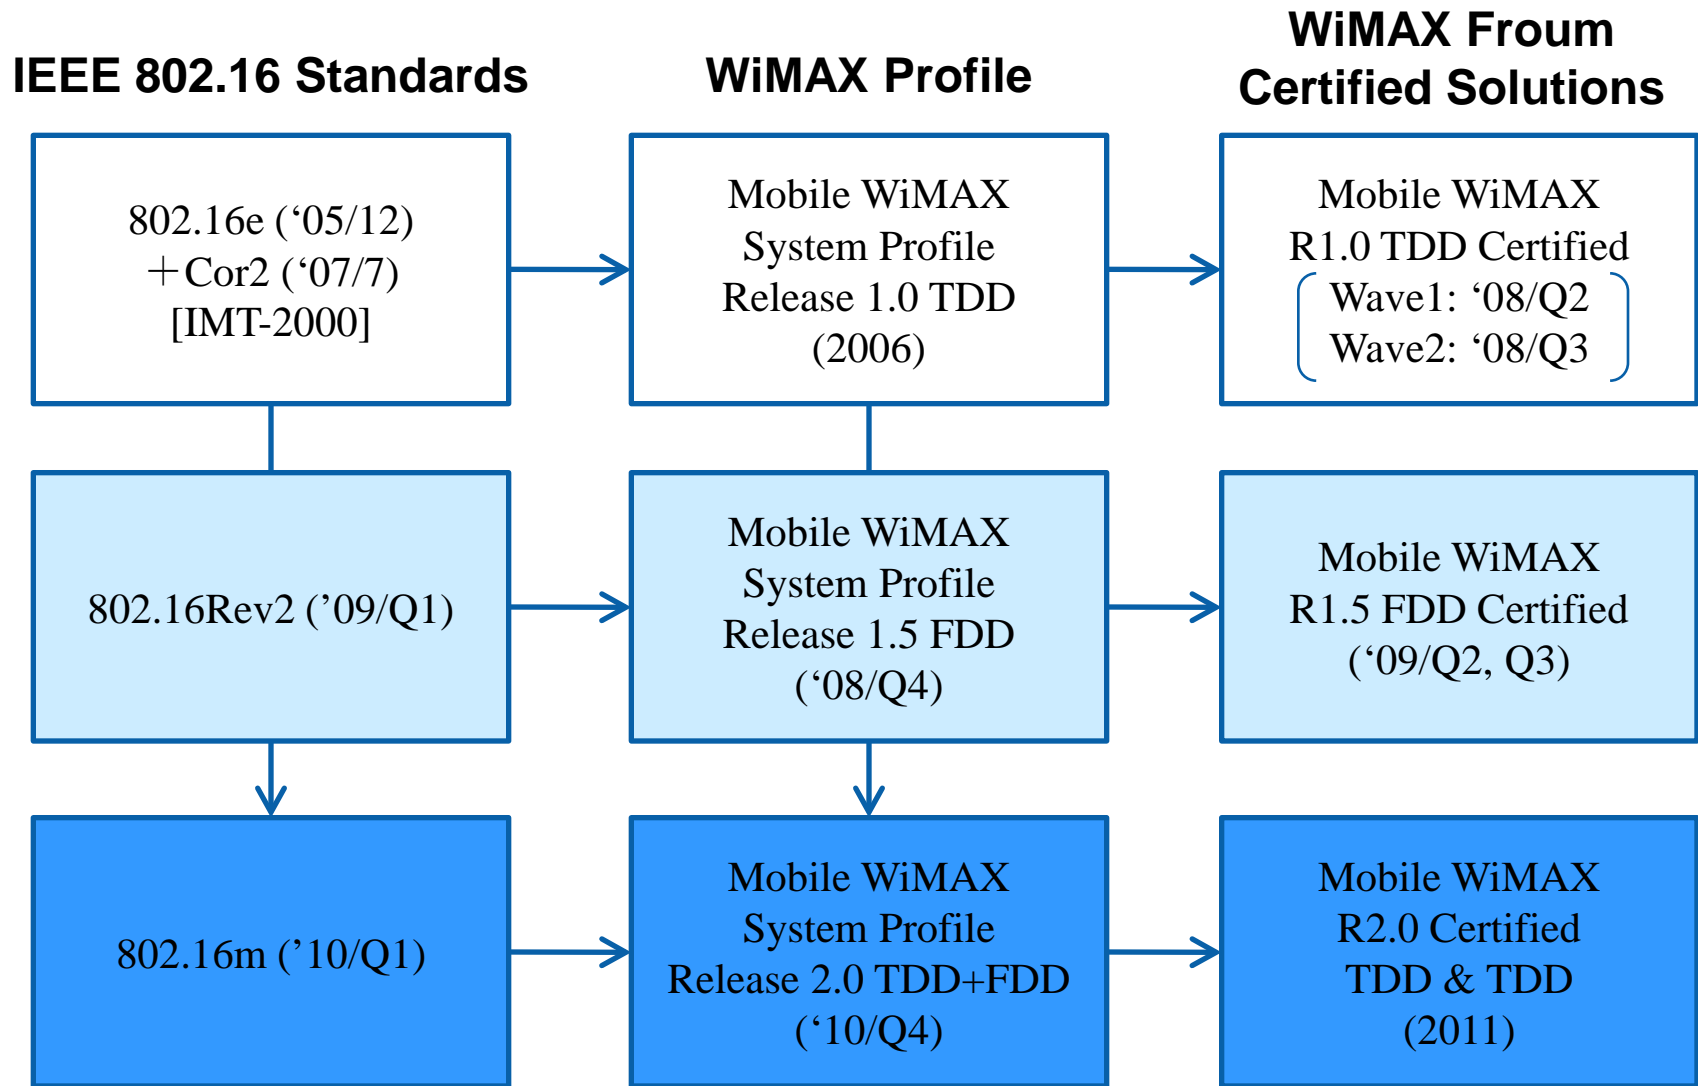 IEEE 802.16 Standards
WiMAX Profile
WiMAX Froum
Certified Solutions
802.16e (‘05/12)
＋Cor2 (‘07/7)
[IMT-2000]
Mobile WiMAX
System Profile
Release 1.0 TDD
(2006)
Mobile WiMAX
R1.0 TDD Certified
Wave1: ‘08/Q2
Wave2: ‘08/Q3
802.16Rev2 (’09/Q1)
Mobile WiMAX
System Profile
Release 1.5 FDD
(‘08/Q4)
Mobile WiMAX
R1.5 FDD Certified
(‘09/Q2, Q3)
802.16m (’10/Q1)
Mobile WiMAX
System Profile
Release 2.0 TDD+FDD
(‘10/Q4)
Mobile WiMAX
R2.0 Certified
TDD & TDD
(2011)